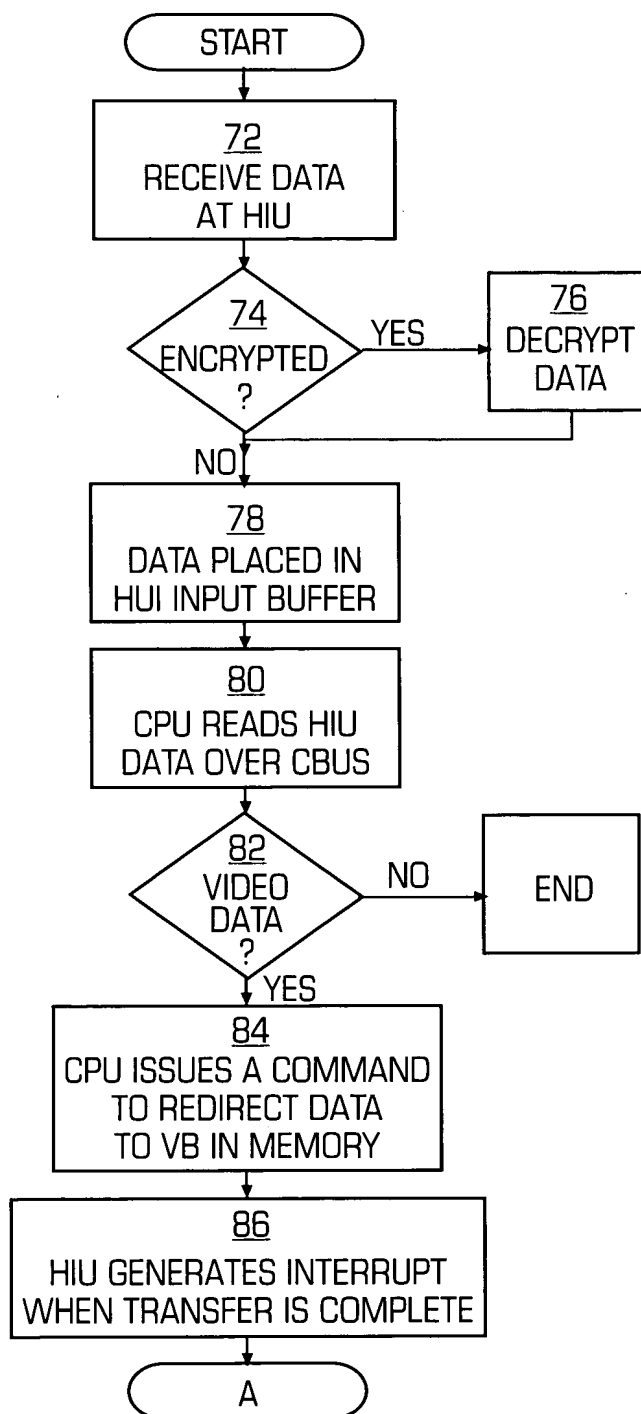 START
72
RECEIVE DATA
AT HIU
74
ENCRYPTED
?
YES
76
DECRYPT
DATA
NO
78
DATA PLACED IN
HUI INPUT BUFFER
80
CPU READS HIU
DATA OVER CBUS
82
VIDEO
DATA
?
NO
END
YES
84
CPU ISSUES A COMMAND
TO REDIRECT DATA
TO VB IN MEMORY
86
HIU GENERATES INTERRUPT
WHEN TRANSFER IS COMPLETE
A